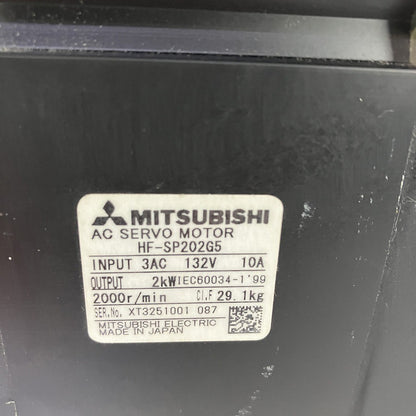 MITSUBISHI
AC SERVO MOTOR
HF-SP202G5
INPUT 3AC 132V 10A
OUTPUT 2kW IEC60034-1'99
2000r/min CI.F 29.1kg
SER.No. XT3251001 087
MITSUBISHI ELECTRIC
MADE IN JAPAN